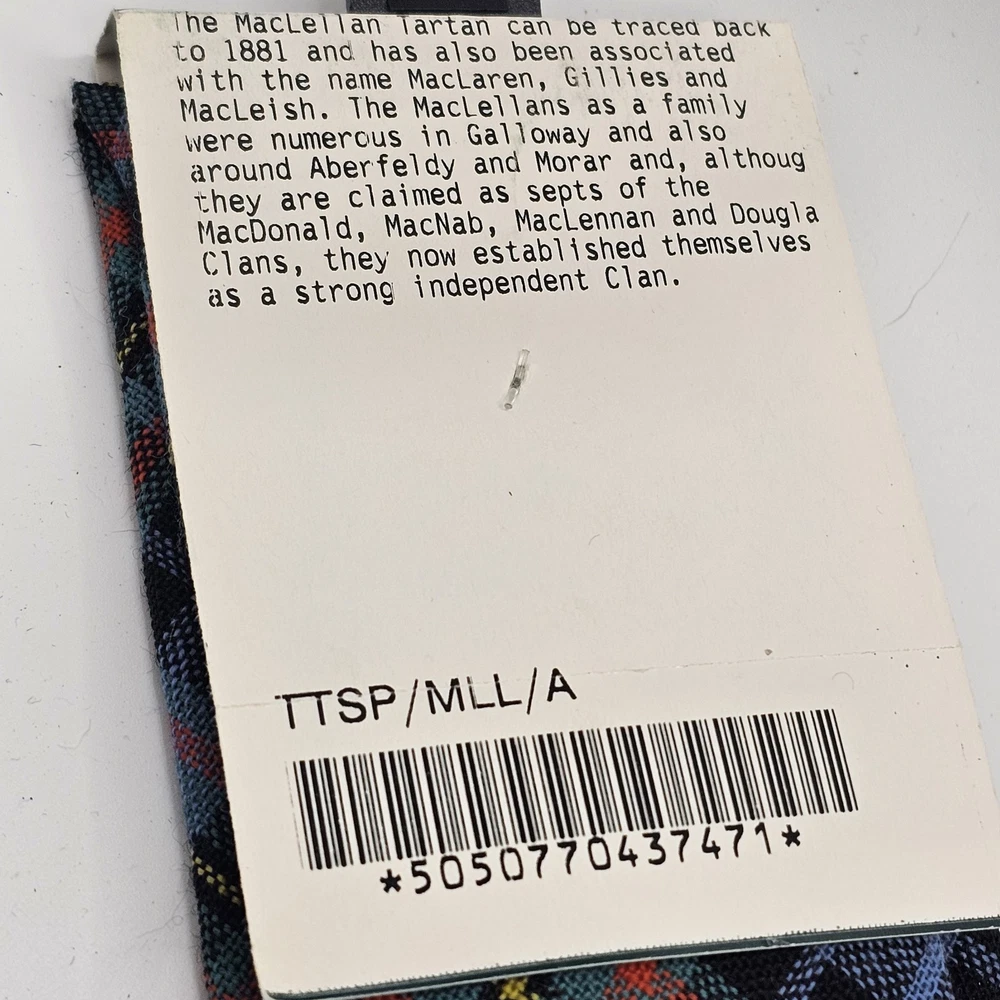 The MacLellan Tartan can be traced back
to 1881 and has also been associated
with the name MacLaren, Gillies and
MacLeish. The MacLellans as a family
were numerous in Galloway and also
around Aberfeldy and Morar and, althoug
they are claimed as septs of the
MacDonald, MacNab, MacLennan and Dougla
Clans, they now established themselves
as a strong independent Clan.
TTSP/MLL/A
*5050770437471*